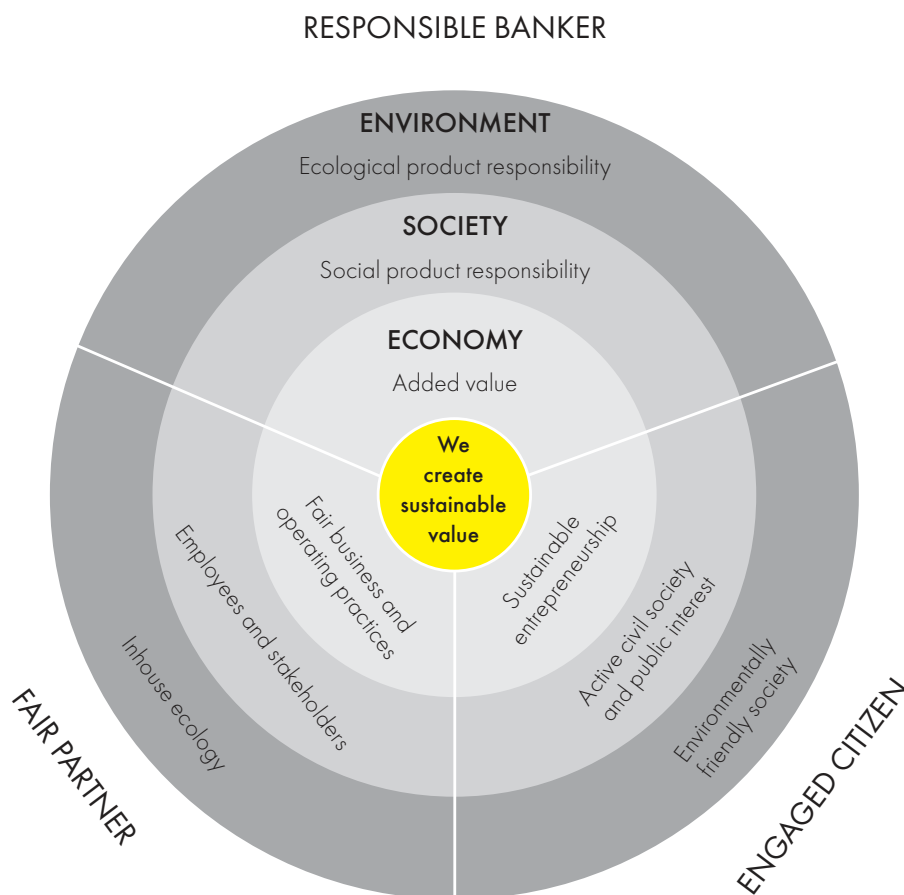 RESPONSIBLE BANKER
ENVIRONMENT
Ecological product responsibility
SOCIETY
Social product responsibility
ECONOMY
Added value
We
create
sustainable
value
Fair business and
operating practices
Employees and stakeholders
Inhouse ecology
FAIR PARTNER
Sustainable
entrepreneurship
Active civil society
and public interest
Environmentally
friendly society
ENGAGED CITIZEN